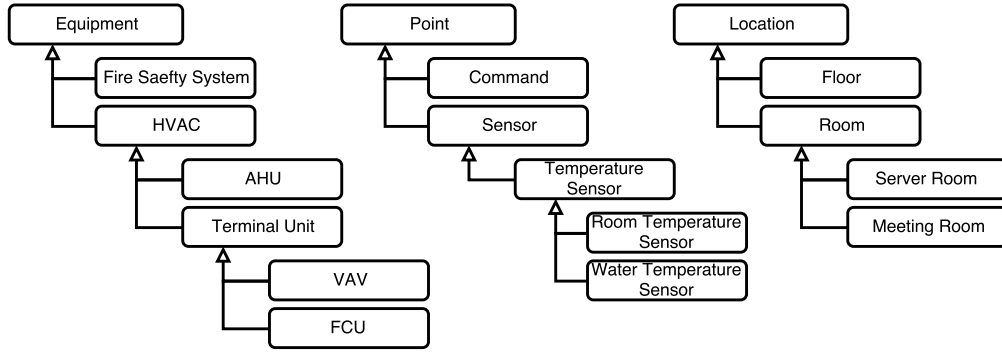 Equipment
Fire Saefty System
HVAC
AHU
Terminal Unit
VAV
FCU
Point
Command
Sensor
Temperature
Sensor
Room Temperature
Sensor
Water Temperature
Sensor
Location
Floor
Room
Server Room
Meeting Room